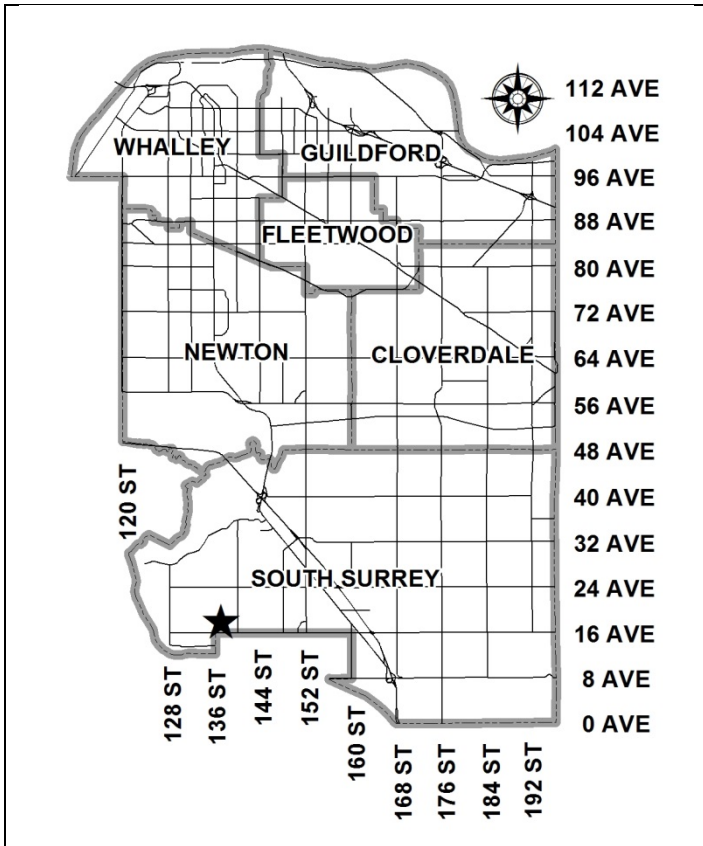 112 AVE
104 AVE
WHALLEY
GUILDFORD
96 AVE
88 AVE
FLEETWOOD
80 AVE
72 AVE
NEWTON
CLOVERDALE
64 AVE
56 AVE
48 AVE
120 ST
40 AVE
32 AVE
SOUTH SURREY
24 AVE
16 AVE
128 ST
136 ST
144 ST
152 ST
160 ST
168 ST
176 ST
184 ST
192 ST
8 AVE
0 AVE